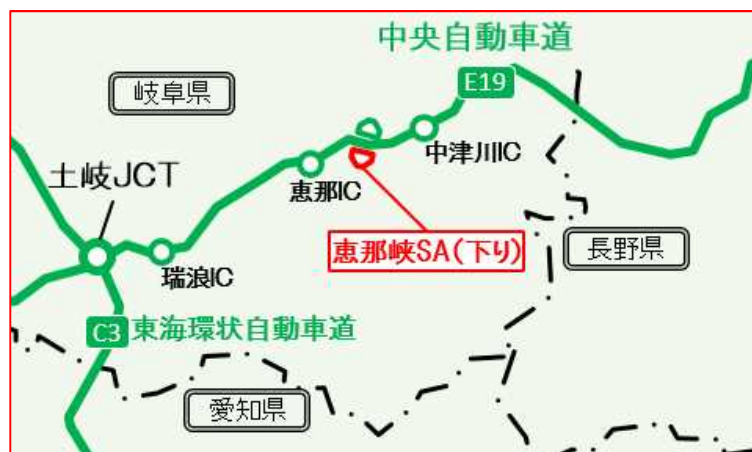 中央自動車道
岐阜県
E19
中津川IC
恵那IC
土岐JCT
恵那峡SA(下り)
長野県
瑞浪IC
C3 東海環状自動車道
愛知県